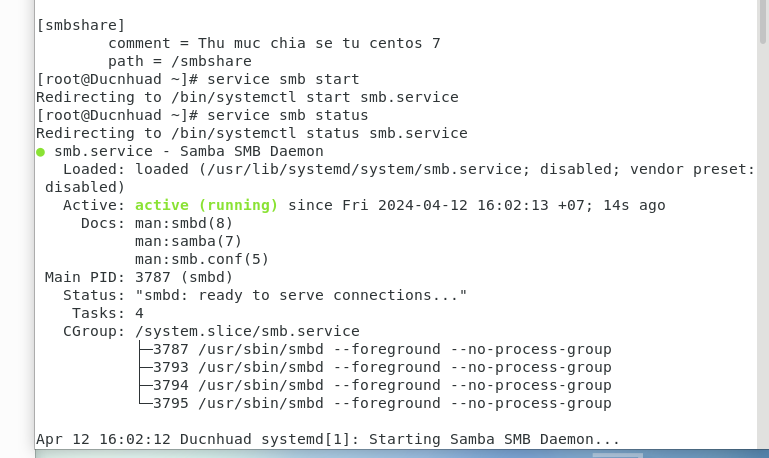 [smbshare]
        comment = Thu muc chia se tu centos 7
        path = /smbshare
[root@Ducnhuad ~]# service smb start
Redirecting to /bin/systemctl start smb.service
[root@Ducnhuad ~]# service smb status
Redirecting to /bin/systemctl status smb.service
● smb.service - Samba SMB Daemon
   Loaded: loaded (/usr/lib/systemd/system/smb.service; disabled; vendor preset:
 disabled)
   Active: active (running) since Fri 2024-04-12 16:02:13 +07; 14s ago
     Docs: man:smbd(8)
           man:samba(7)
           man:smb.conf(5)
 Main PID: 3787 (smbd)
   Status: "smbd: ready to serve connections..."
    Tasks: 4
   CGroup: /system.slice/smb.service
           ├─3787 /usr/sbin/smbd --foreground --no-process-group
           ├─3793 /usr/sbin/smbd --foreground --no-process-group
           ├─3794 /usr/sbin/smbd --foreground --no-process-group
           └─3795 /usr/sbin/smbd --foreground --no-process-group

Apr 12 16:02:12 Ducnhuad systemd[1]: Starting Samba SMB Daemon...